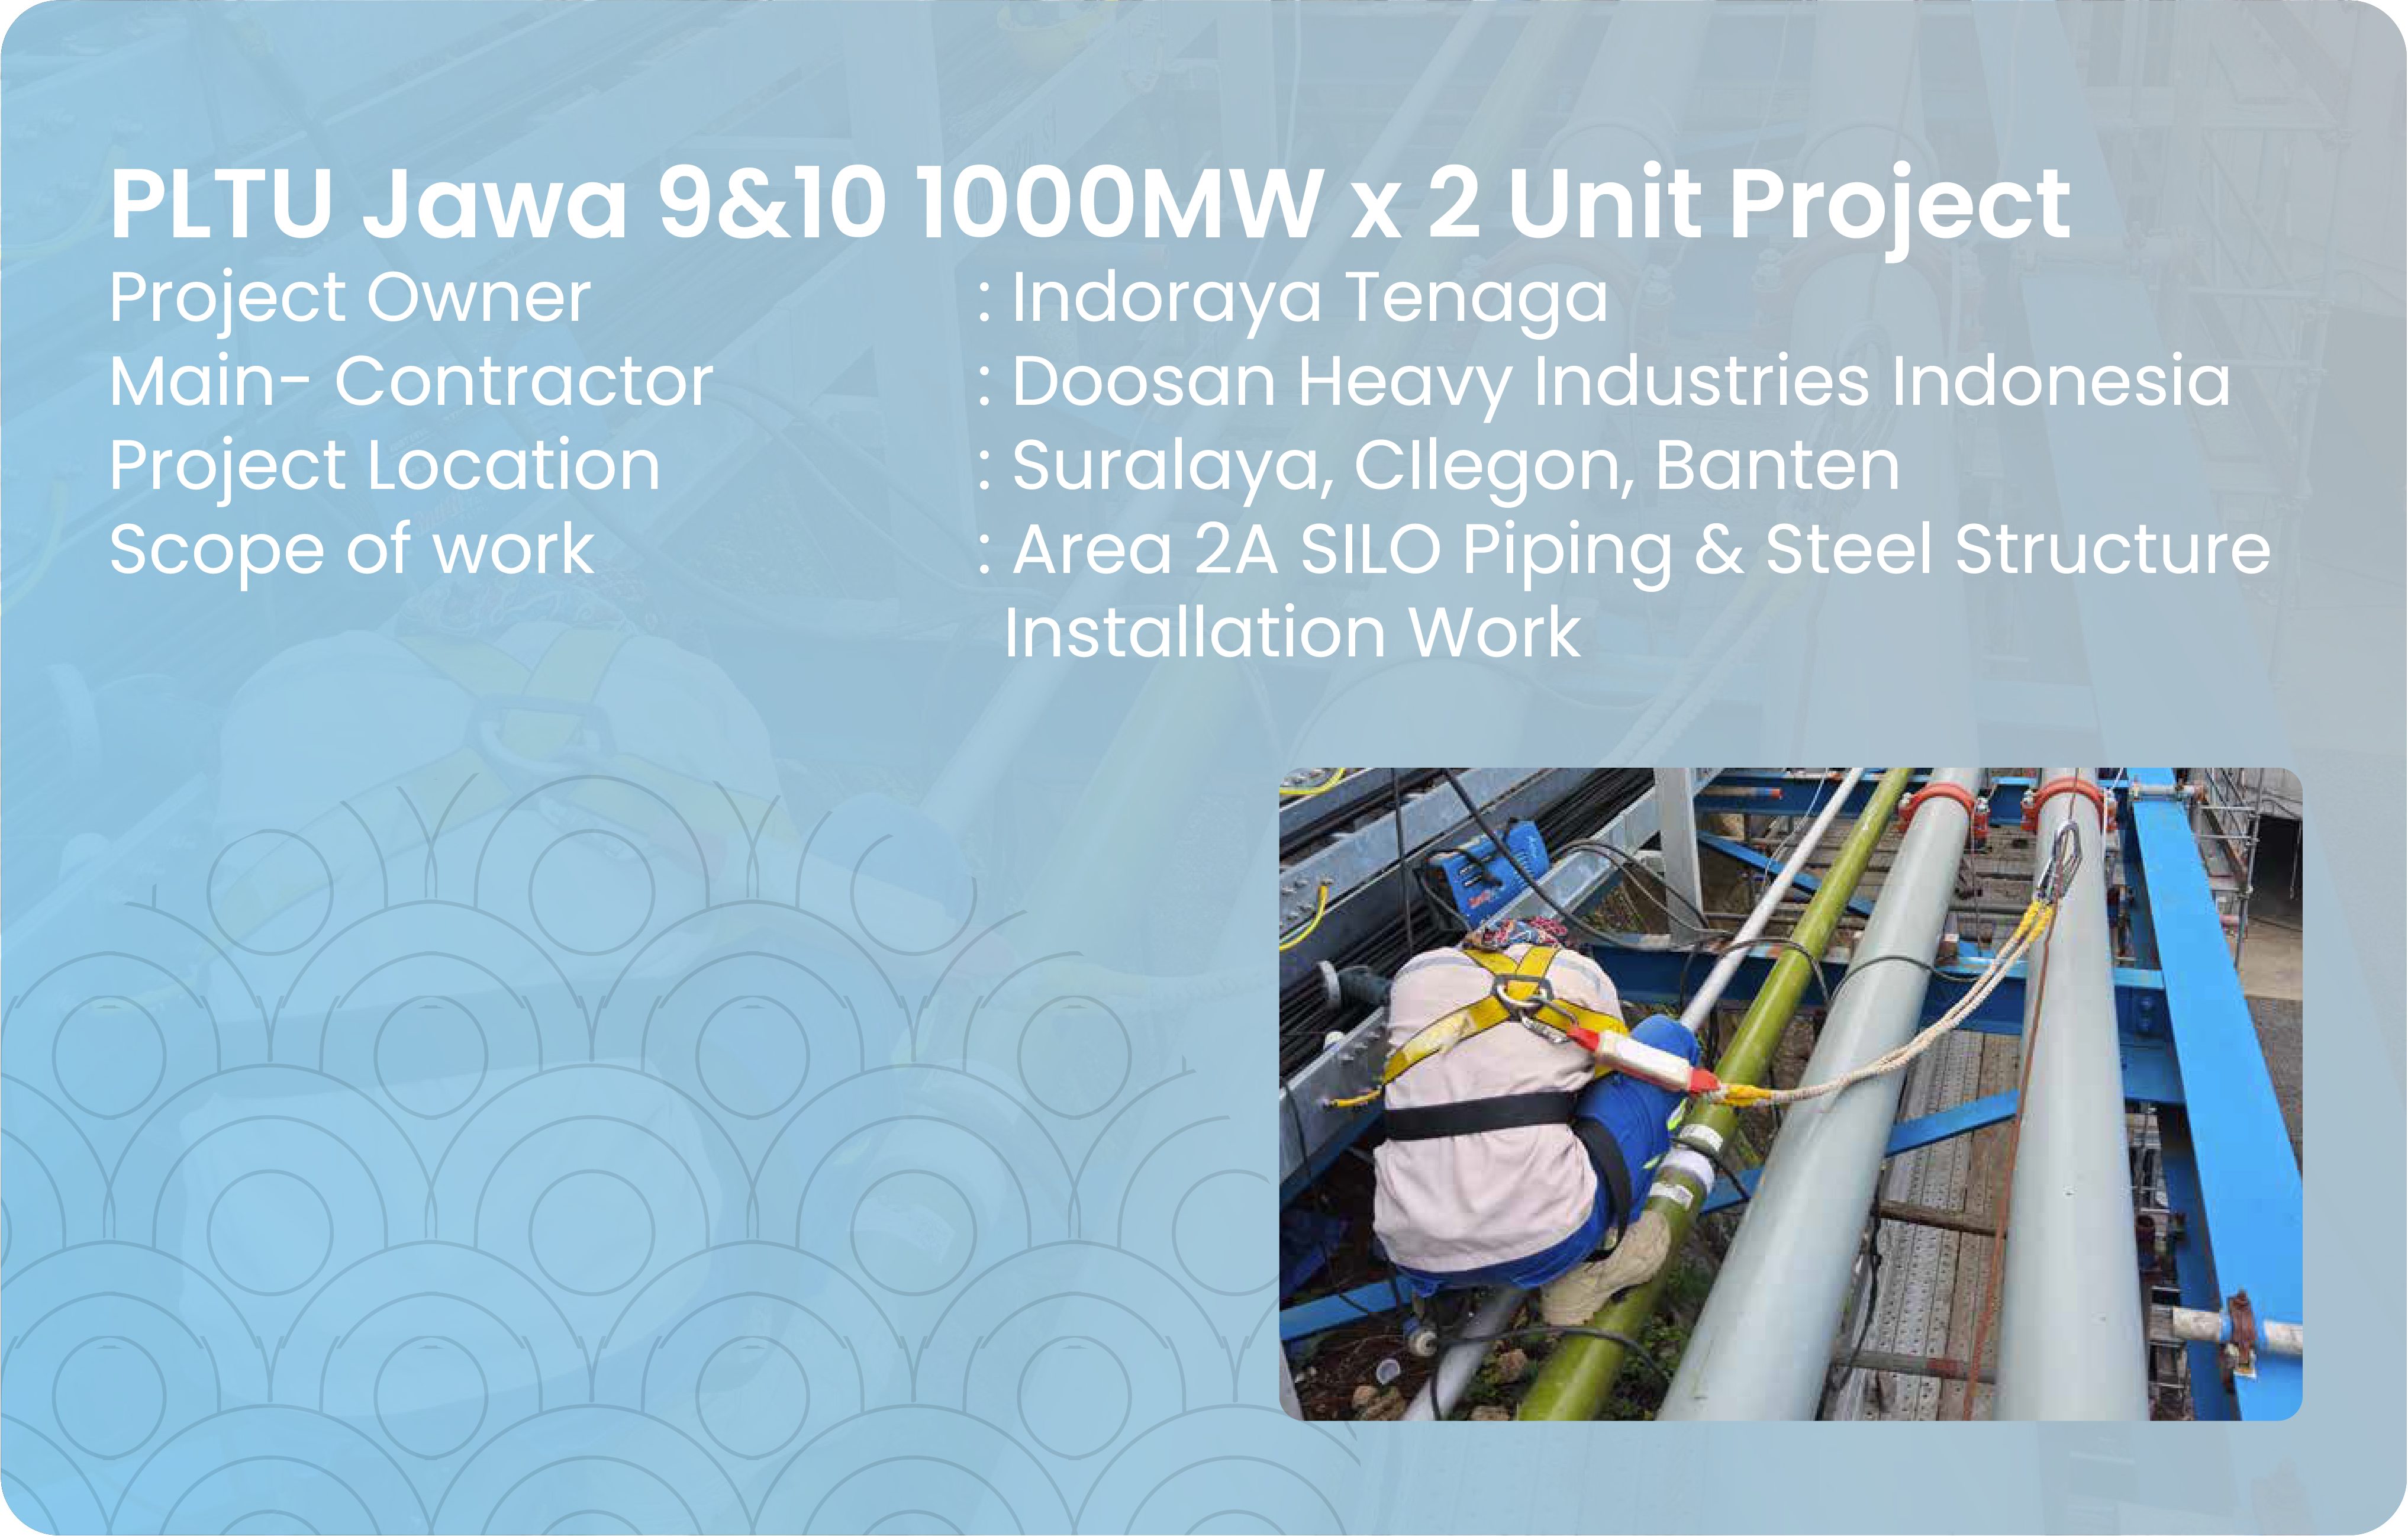 PLTU Jawa 9&10 1000MW x 2 Unit Project
Project Owner : Indoraya Tenaga
Main- Contractor : Doosan Heavy Industries Indonesia
Project Location : Suralaya, CIlegon, Banten
Scope of work : Area 2A SILO Piping & Steel Structure
Installation Work